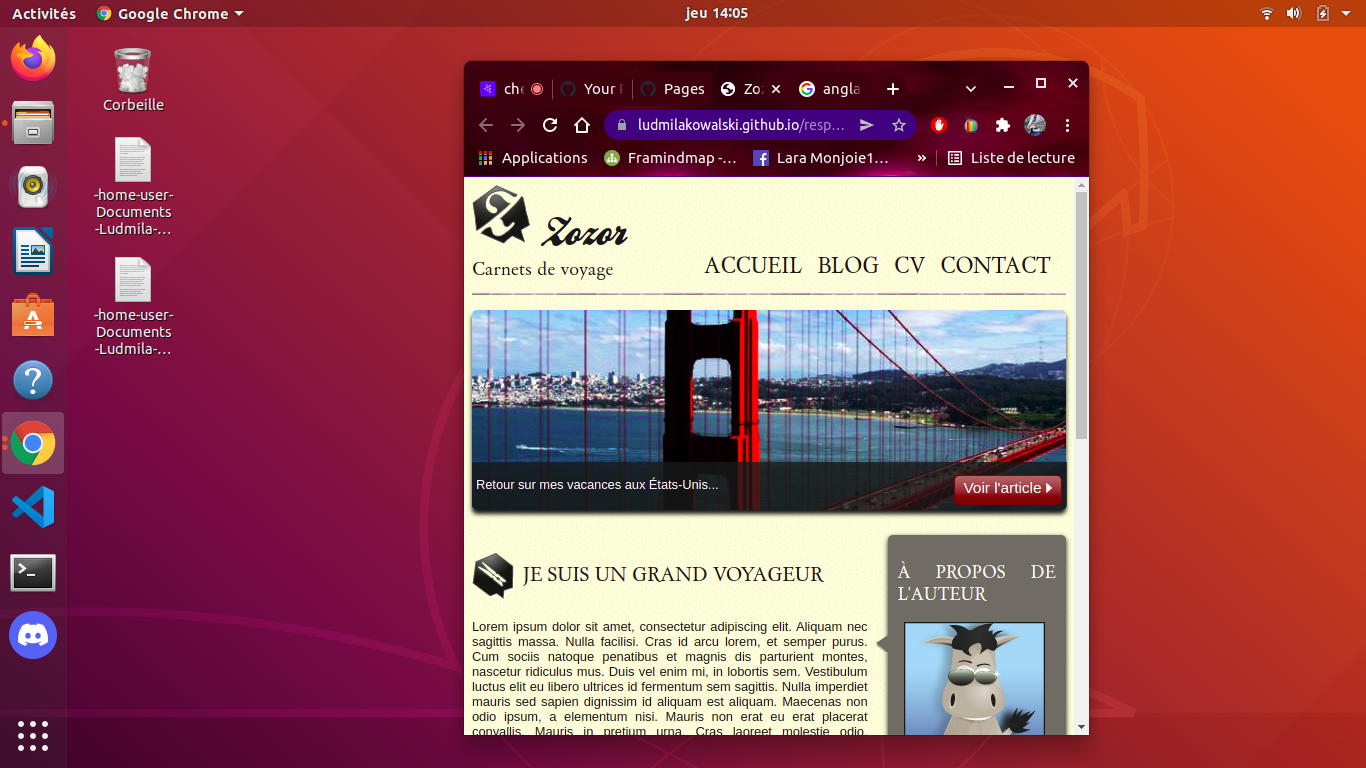 Activités
Google Chrome
jeu 14:05
Corbeille
-home-user-
Documents
-Ludmila-…
-home-user-
Documents
-Ludmila-…
Your
Pages
angla
ludmilakowalski.github.io/resp…
Applications
Framindmap -…
Lara Monjoie1…
»
Liste de lecture
Zozor
Carnets de voyage
ACCUEIL BLOG CV CONTACT
Retour sur mes vacances aux États-Unis...
Voir l'article
JE SUIS UN GRAND VOYAGEUR
Lorem ipsum dolor sit amet, consectetur adipiscing elit. Aliquam nec
sagittis massa. Nulla facilisi. Cras id arcu lorem, et semper purus.
Cum sociis natoque penatibus et magnis dis parturient montes,
nascetur ridiculus mus. Duis vel enim mi, in lobortis sem. Vestibulum
luctus elit eu libero ultrices id fermentum sem sagittis. Nulla imperdiet
mauris sed sapien dignissim id aliquam est aliquam. Maecenas non
odio ipsum, a elementum nisi. Mauris non erat eu erat placerat
convallis. Mauris in pretium urna. Cras laoreet molestie odio,
À PROPOS DE
L'AUTEUR